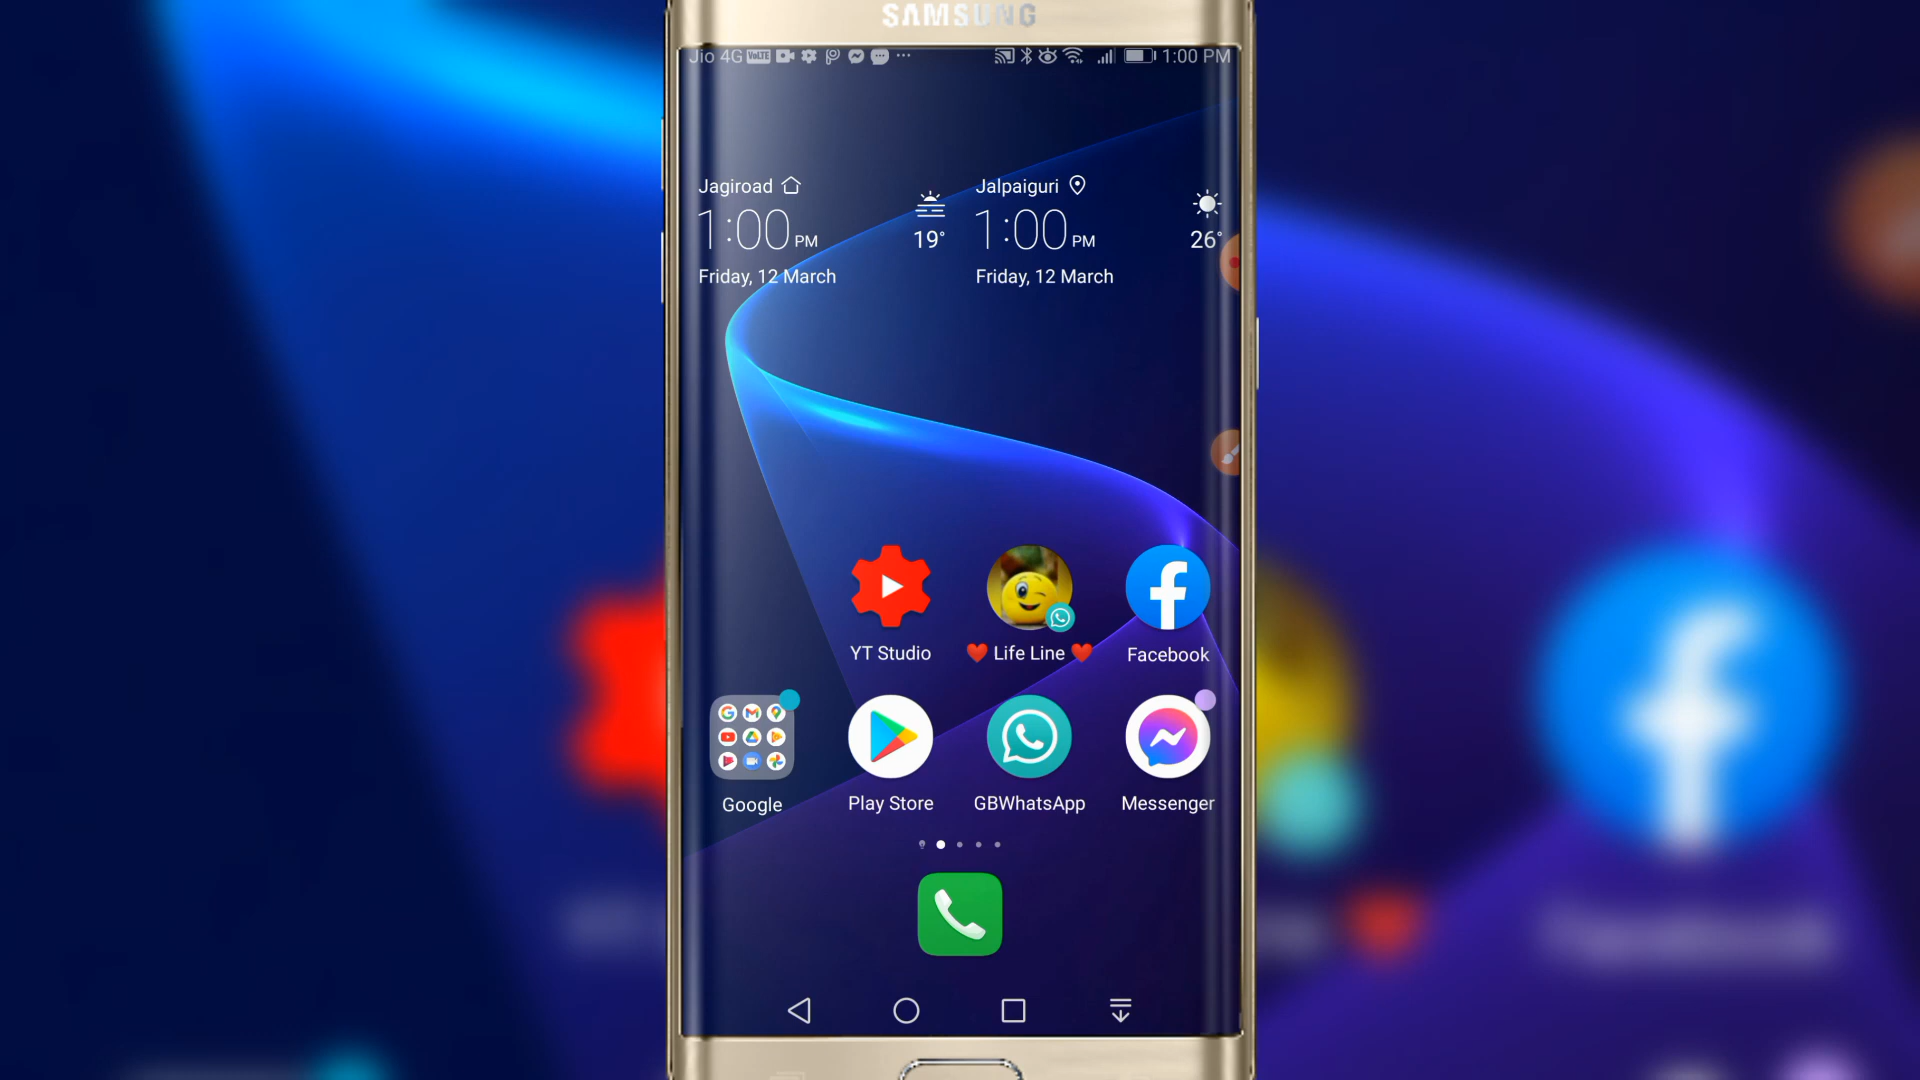 SAMSUNG
Jio 4G VoLTE 1:00 PM
Jagiroad Jalpaiguri
1:00 PM 19° 1:00 PM 26°
Friday, 12 March Friday, 12 March
YT Studio ❤️ Life Line ❤️ Facebook
Google Play Store GBWhatsApp Messenger